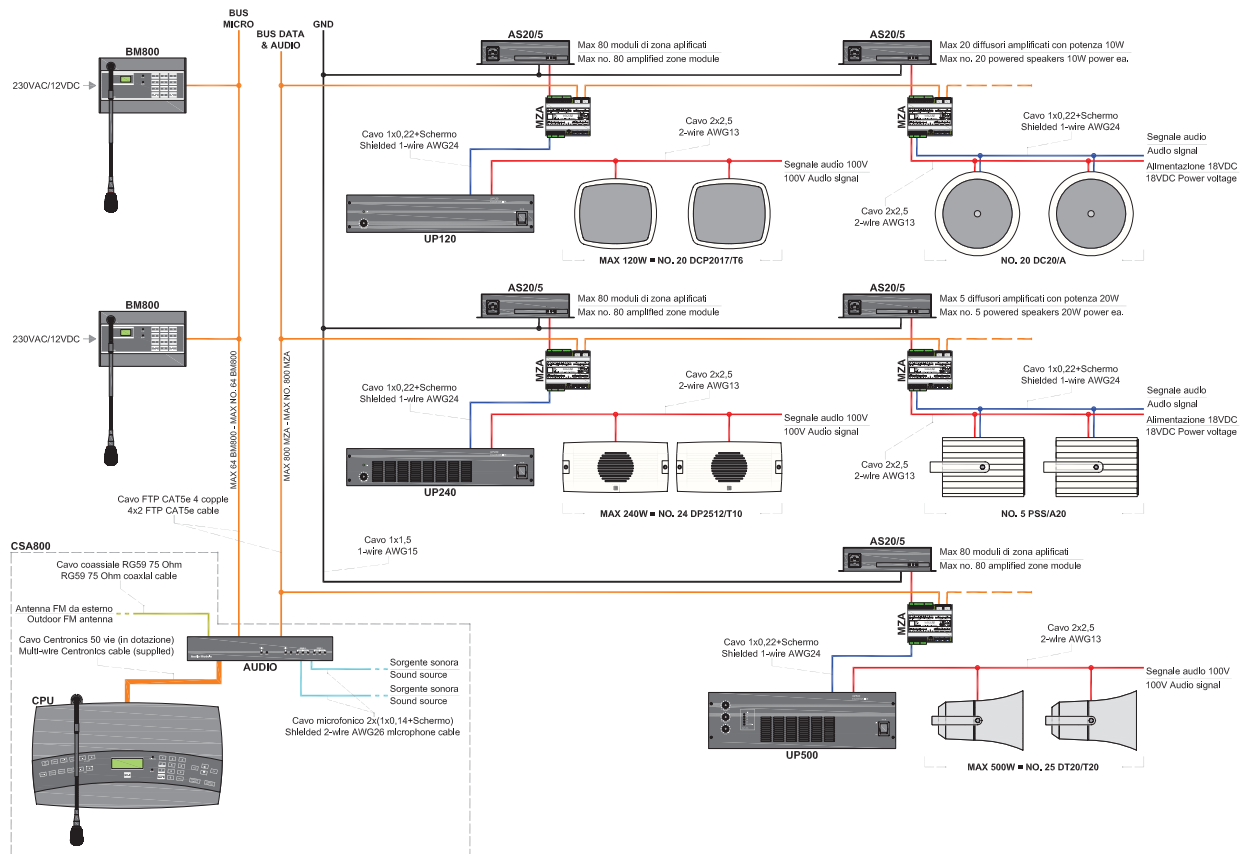 BUS
MICRO
BUS DATA
& AUDIO
GND
BM800
230VAC/12VDC
AS20/5
Max 80 moduli di zona aplificati
Max no. 80 amplified zone module
AS20/5
Max 20 diffusori amplificati con potenza 10W
Max no. 20 powered speakers 10W power ea.
MZA
Cavo 1x0,22+Schermo
Shielded 1-wire AWG24
Cavo 2x2,5
2-wire AWG13
Segnale audio 100V
100V Audio signal
UP120
MAX 120W = NO. 20 DCP2017/T6
MZA
Cavo 1x0,22+Schermo
Shielded 1-wire AWG24
Segnale audio
Audio signal
Alimentazione 18VDC
18VDC Power voltage
Cavo 2x2,5
2-wire AWG13
NO. 20 DC20/A
BM800
230VAC/12VDC
AS20/5
Max 80 moduli di zona aplificati
Max no. 80 amplified zone module
AS20/5
Max 5 diffusori amplificati con potenza 20W
Max no. 5 powered speakers 20W power ea.
MZA
Cavo 1x0,22+Schermo
Shielded 1-wire AWG24
Cavo 2x2,5
2-wire AWG13
Segnale audio 100V
100V Audio signal
UP240
MAX 240W = NO. 24 DP2512/T10
MZA
Cavo 1x0,22+Schermo
Shielded 1-wire AWG24
Segnale audio
Audio signal
Alimentazione 18VDC
18VDC Power voltage
Cavo 2x2,5
2-wire AWG13
NO. 5 PSS/A20
MAX 64 BM800 - MAX NO. 64 BM800
MAX 800 MZA - MAX NO. 800 MZA
Cavo FTP CAT5e 4 copple
4x2 FTP CAT5e cable
Cavo 1x1,5
1-wire AWG15
CSA800
Cavo coassiale RG59 75 Ohm
RG59 75 Ohm coaxial cable
Antenna FM da esterno
Outdoor FM antenna
Cavo Centronics 50 vie (in dotazione)
Multi-wire Centronics cable (supplied)
AUDIO
Sorgente sonora
Sound source
Sorgente sonora
Sound source
Cavo microfonico 2x(1x0,14+Schermo)
Shielded 2-wire AWG26 microphone cable
CPU
AS20/5
Max 80 moduli di zona aplificati
Max no. 80 amplified zone module
MZA
Cavo 1x0,22+Schermo
Shielded 1-wire AWG24
Cavo 2x2,5
2-wire AWG13
Segnale audio 100V
100V Audio signal
UP500
MAX 500W = NO. 25 DT20/T20